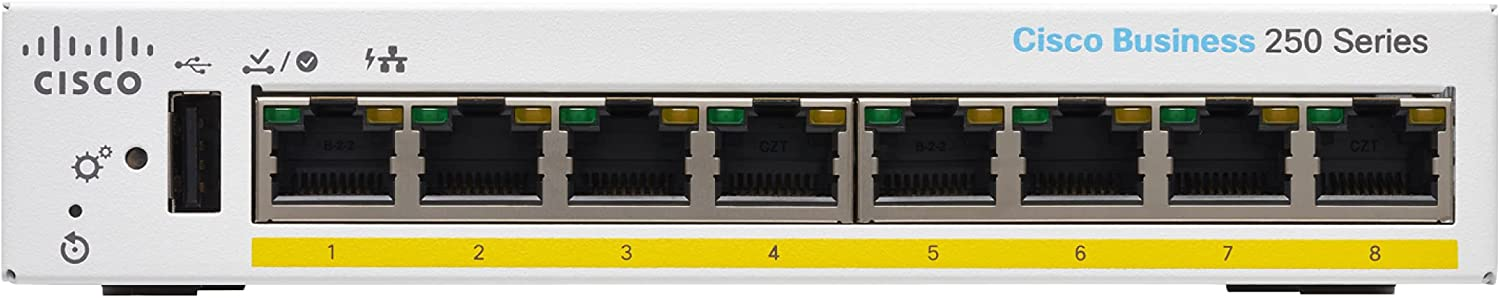 Cisco Business 250 Series
CISCO
B-2-2
CZT
B-2-2
CZT
1 2 3 4 5 6 7 8